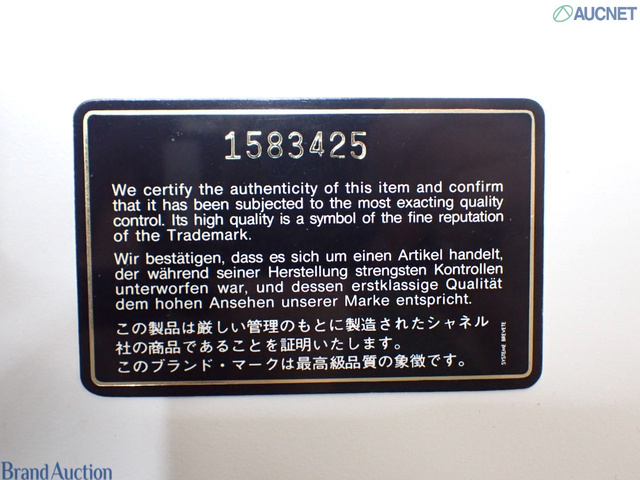 AUCNET
1583425
We certify the authenticity of this item and confirm
that it has been subjected to the most exacting quality
control. Its high quality is a symbol of the fine reputation
of the Trademark.
Wir bestätigen, dass es sich um einen Artikel handelt,
der während seiner Herstellung strengsten Kontrollen
unterworfen war, und dessen erstklassige Qualität
dem hohen Ansehen unserer Marke entspricht.
この製品は厳しい管理のもとに製造されたシャネル
社の商品であることを証明いたします。
このブランド・マークは最高級品質の象徴です。
SYSTEME BREVETE
Brand Auction